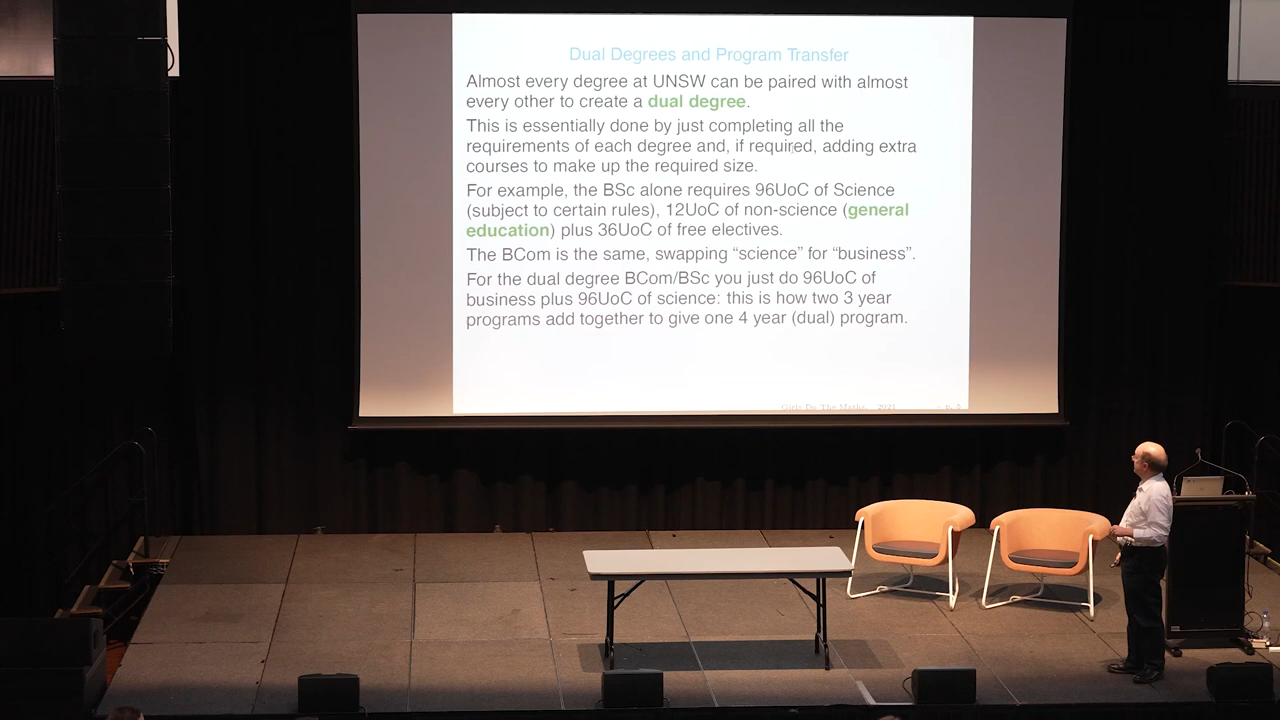 Dual Degrees and Program Transfer
Almost every degree at UNSW can be paired with almost
every other to create a dual degree.
This is essentially done by just completing all the
requirements of each degree and, if required, adding extra
courses to make up the required size.
For example, the BSc alone requires 96UoC of Science
(subject to certain rules), 12UoC of non-science (general
education) plus 36UoC of free electives.
The BCom is the same, swapping “science” for “business”.
For the dual degree BCom/BSc you just do 96UoC of
business plus 96UoC of science: this is how two 3 year
programs add together to give one 4 year (dual) program.
Girls Do The Maths 2021